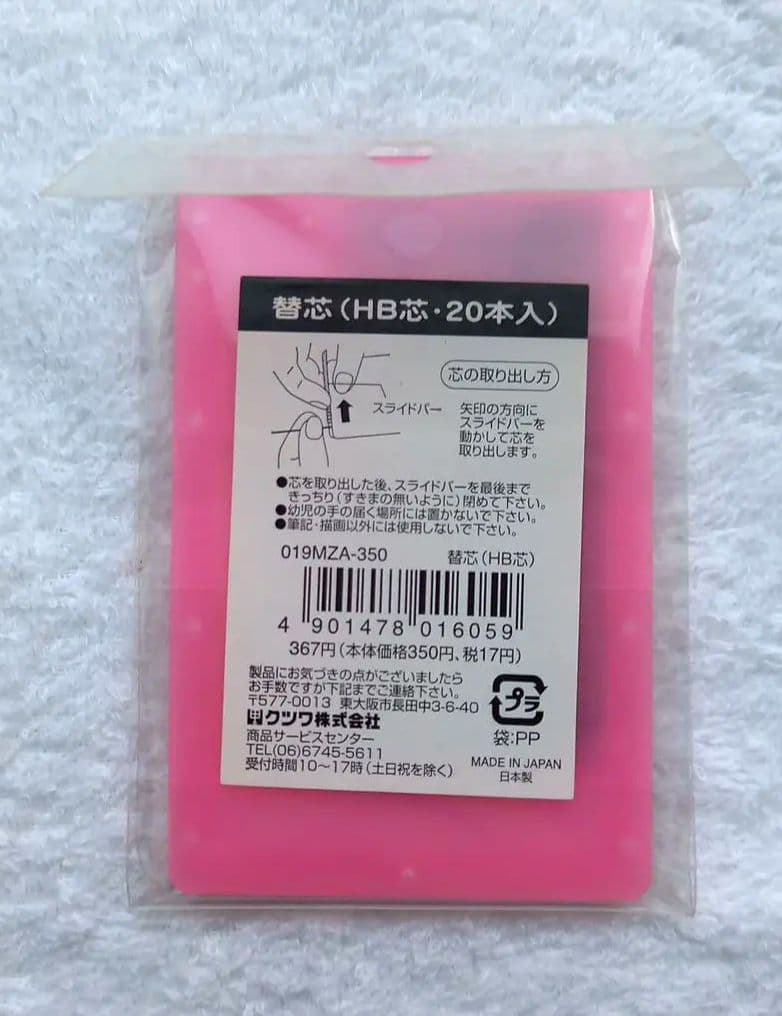 替芯(HB芯・20本入)
芯の取り出し方
スライドバー
矢印の方向に
スライドバーを
動かして芯を
取り出します。
●芯を取り出した後、スライドバーを最後まで
きっちり(すきまの無いように)閉めて下さい。
●幼児の手の届く場所には置かないで下さい。
●筆記・描画以外には使用しないで下さい。
019MZA-350 替芯(HB芯)
4 901478 016059
367円(本体価格350円、税17円)
製品にお気づきの点がございましたら
お手数ですが下記までご連絡下さい。
〒577-0013 東大阪市長田中3-6-40
クツワ株式会社
商品サービスセンター
TEL(06)6745-5611
受付時間10〜17時(土日祝を除く)
プラ
袋:PP
MADE IN JAPAN
日本製